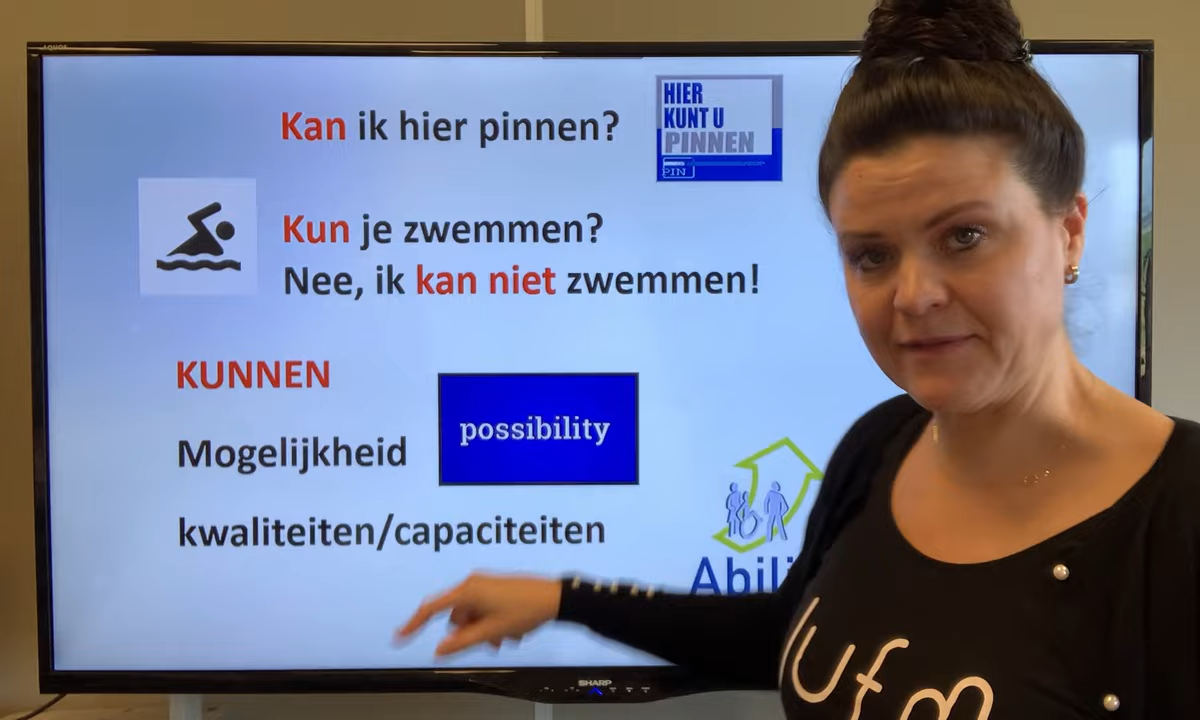 AQUOS
Kan ik hier pinnen?
HIER
KUNT U
PINNEN
PIN
Kun je zwemmen?
Nee, ik kan niet zwemmen!
KUNNEN
Mogelijkheid
possibility
kwaliteiten/capaciteiten
SHARP